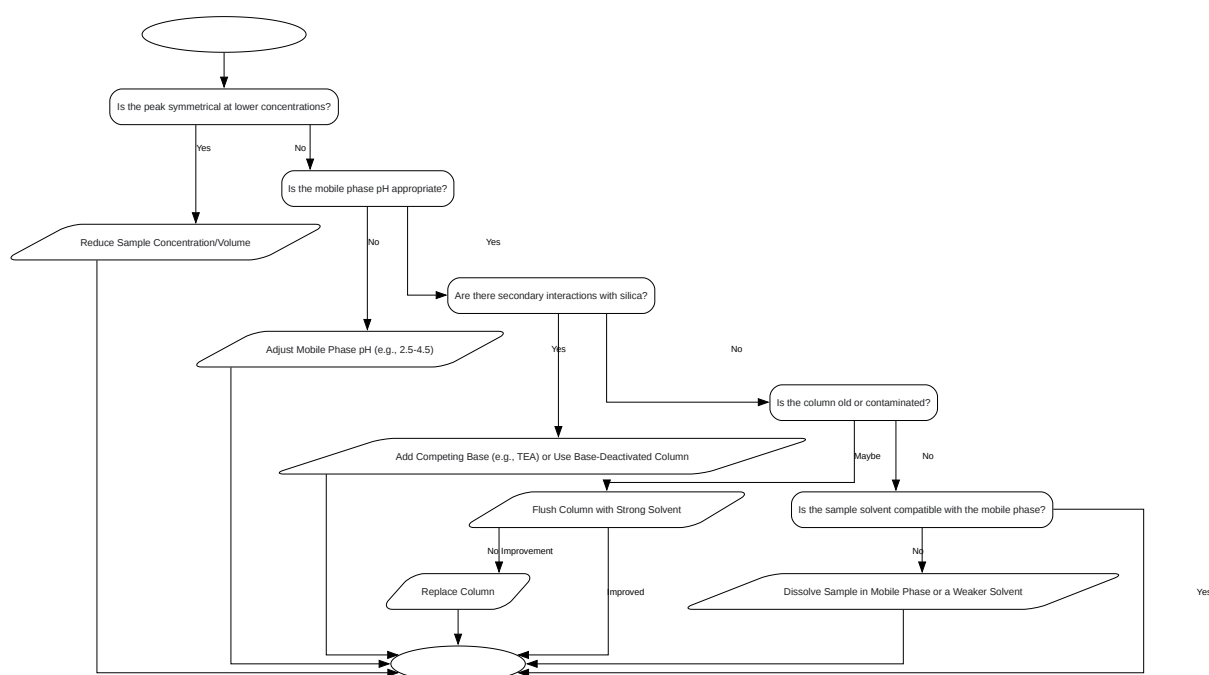 Is the peak symmetrical at lower concentrations?
Yes
No
Is the mobile phase pH appropriate?
Reduce Sample Concentration/Volume
No
Yes
Are there secondary interactions with silica?
Adjust Mobile Phase pH (e.g., 2.5-4.5)
Yes
No
Is the column old or contaminated?
Add Competing Base (e.g., TEA) or Use Base-Deactivated Column
Maybe
No
Flush Column with Strong Solvent
Is the sample solvent compatible with the mobile phase?
No Improvement
No
Replace Column
Improved
Dissolve Sample in Mobile Phase or a Weaker Solvent
Yes